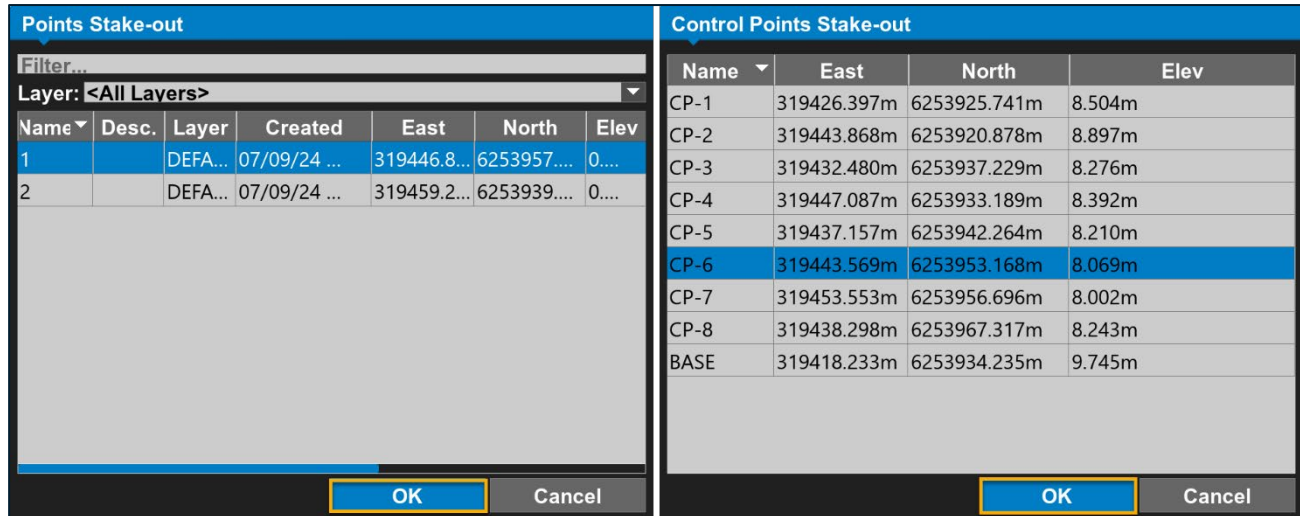 Points Stake-out
Filter...
Layer: <All Layers>
Name Desc. Layer Created East North Elev
1 DEFA... 07/09/24 ... 319446.8... 6253957.... 0....
2 DEFA... 07/09/24 ... 319459.2... 6253939.... 0....
OK Cancel
Control Points Stake-out
Name East North Elev
CP-1 319426.397m 6253925.741m 8.504m
CP-2 319443.868m 6253920.878m 8.897m
CP-3 319432.480m 6253937.229m 8.276m
CP-4 319447.087m 6253933.189m 8.392m
CP-5 319437.157m 6253942.264m 8.210m
CP-6 319443.569m 6253953.168m 8.069m
CP-7 319453.553m 6253956.696m 8.002m
CP-8 319438.298m 6253967.317m 8.243m
BASE 319418.233m 6253934.235m 9.745m
OK Cancel